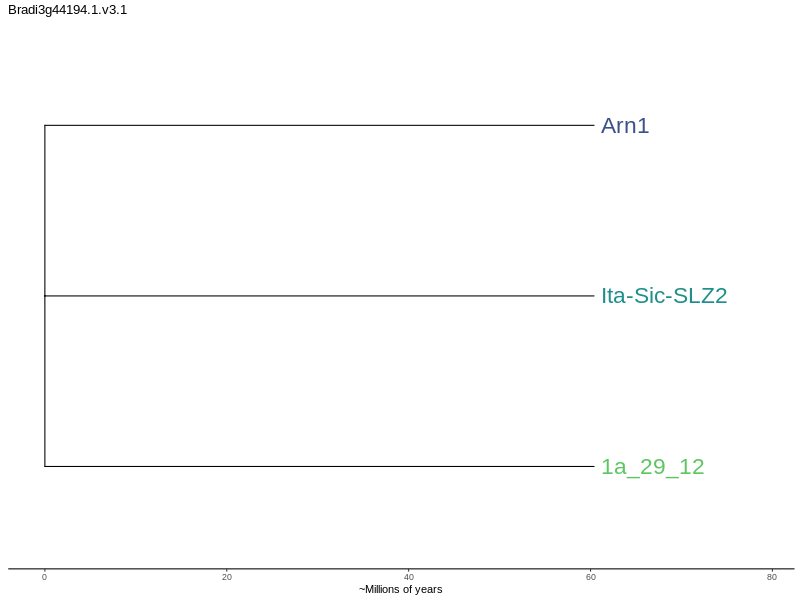 Bradi3g44194.1.v3.1
Arn1
Ita-Sic-SLZ2
1a_29_12
0 20 40 60 80
~Millions of years